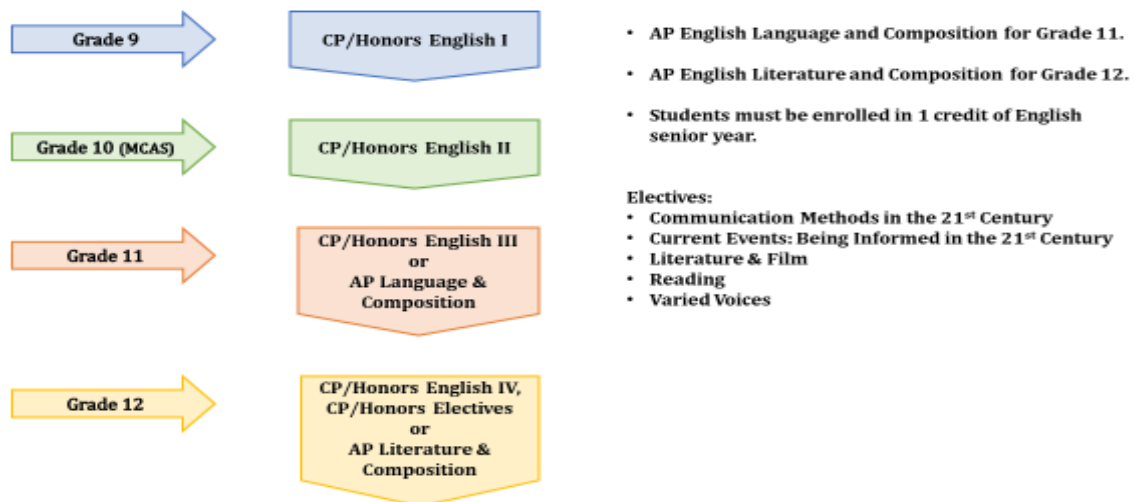 Grade 9
CP/Honors English I
Grade 10 (MCAS)
CP/Honors English II
Grade 11
CP/Honors English III
or
AP Language &
Composition
Grade 12
CP/Honors English IV,
CP/Honors Electives
or
AP Literature &
Composition
• AP English Language and Composition for Grade 11.
• AP English Literature and Composition for Grade 12.
• Students must be enrolled in 1 credit of English
senior year.
Electives:
• Communication Methods in the 21st Century
• Current Events: Being Informed in the 21st Century
• Literature & Film
• Reading
• Varied Voices